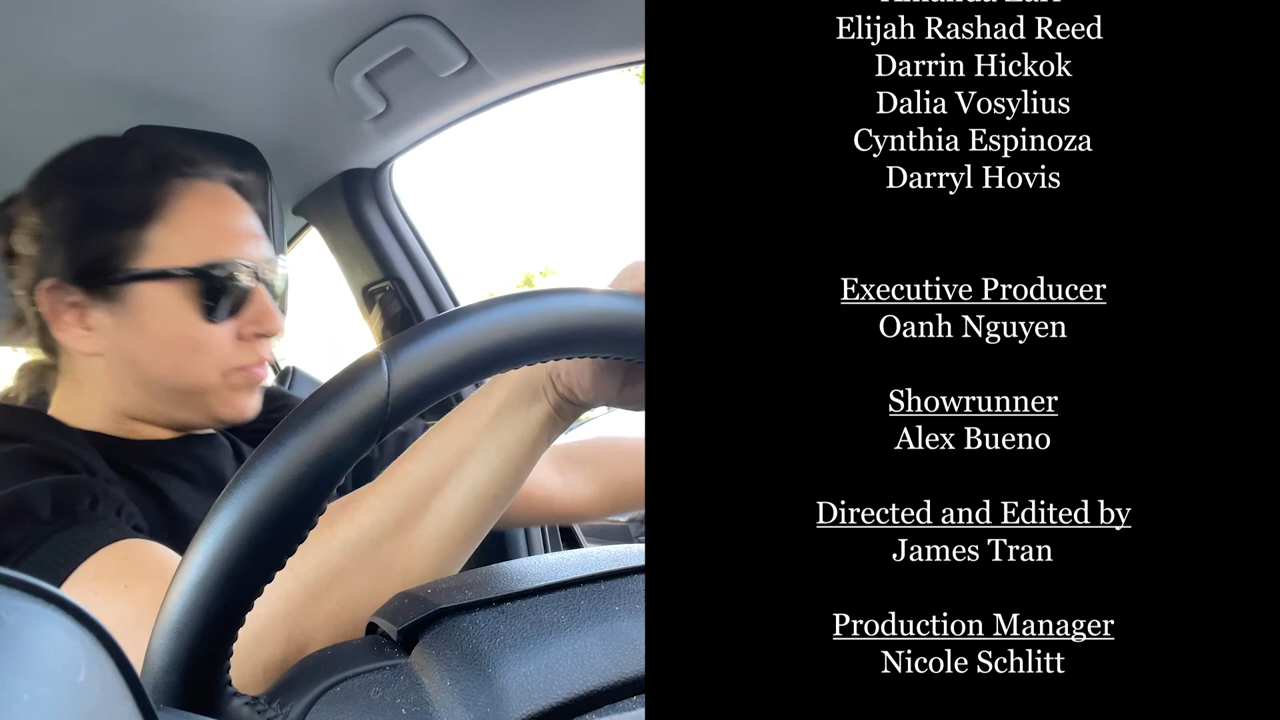 Elijah Rashad Reed
Darrin Hickok
Dalia Vosylius
Cynthia Espinoza
Darryl Hovis
Executive Producer
Oanh Nguyen
Showrunner
Alex Bueno
Directed and Edited by
James Tran
Production Manager
Nicole Schlitt